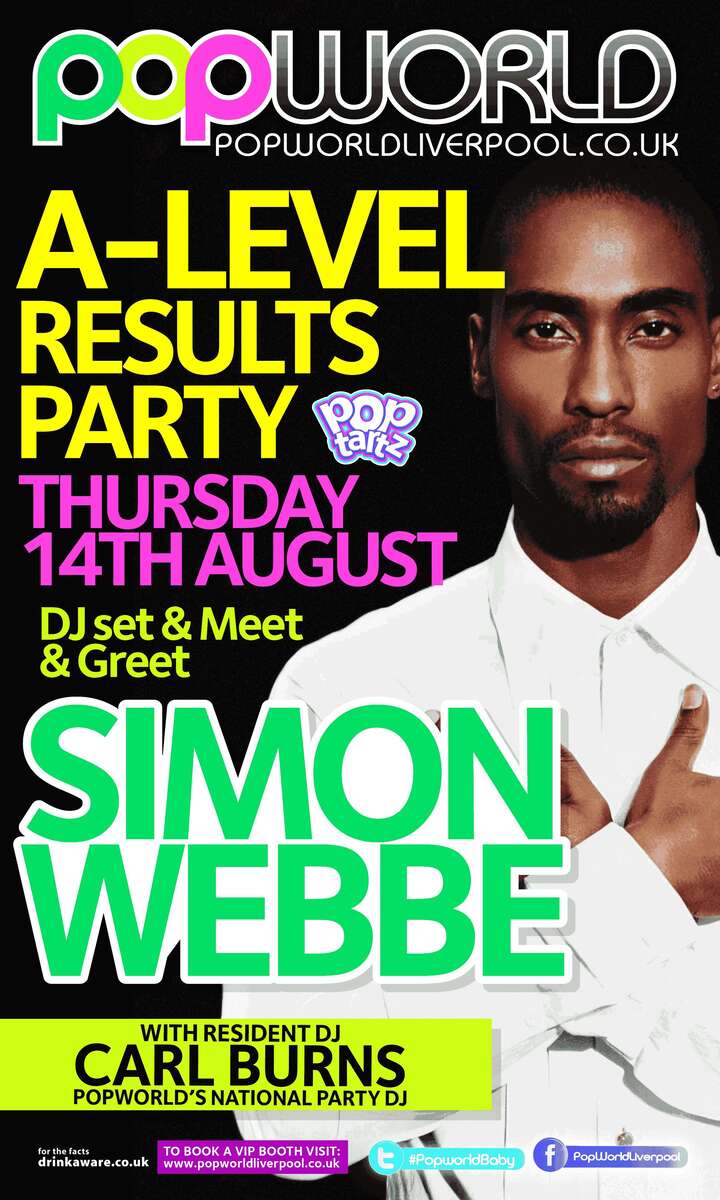 popWORLD
POPWORLDLIVERPOOL.CO.UK
A-LEVEL
RESULTS
PARTY
POP
tartz
THURSDAY
14TH AUGUST
DJ set & Meet
& Greet
SIMON
WEBBE
WITH RESIDENT DJ
CARL BURNS
POPWORLD'S NATIONAL PARTY DJ
for the facts
drinkaware.co.uk
TO BOOK A VIP BOOTH VISIT:
www.popworldliverpool.co.uk
#PopworldBaby
f
PopWorldLiverpool